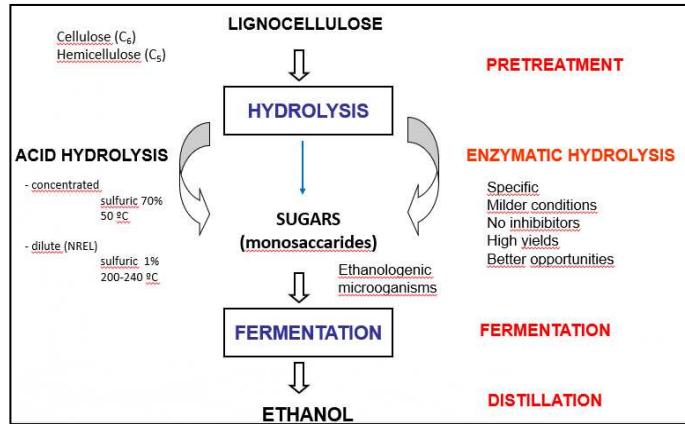 LIGNOCELLULOSE
Cellulose (C₆)
Hemicellulose (C₅)
PRETREATMENT
HYDROLYSIS
ACID HYDROLYSIS
- concentrated
sulfuric 70%
50 ºC
- dilute (NREL)
sulfuric 1%
200-240 ºC
ENZYMATIC HYDROLYSIS
Specific
Milder conditions
No inhibibitors
High yields
Better opportunities
SUGARS
(monosaccarides)
Ethanologenic
microoganisms
FERMENTATION
FERMENTATION
DISTILLATION
ETHANOL